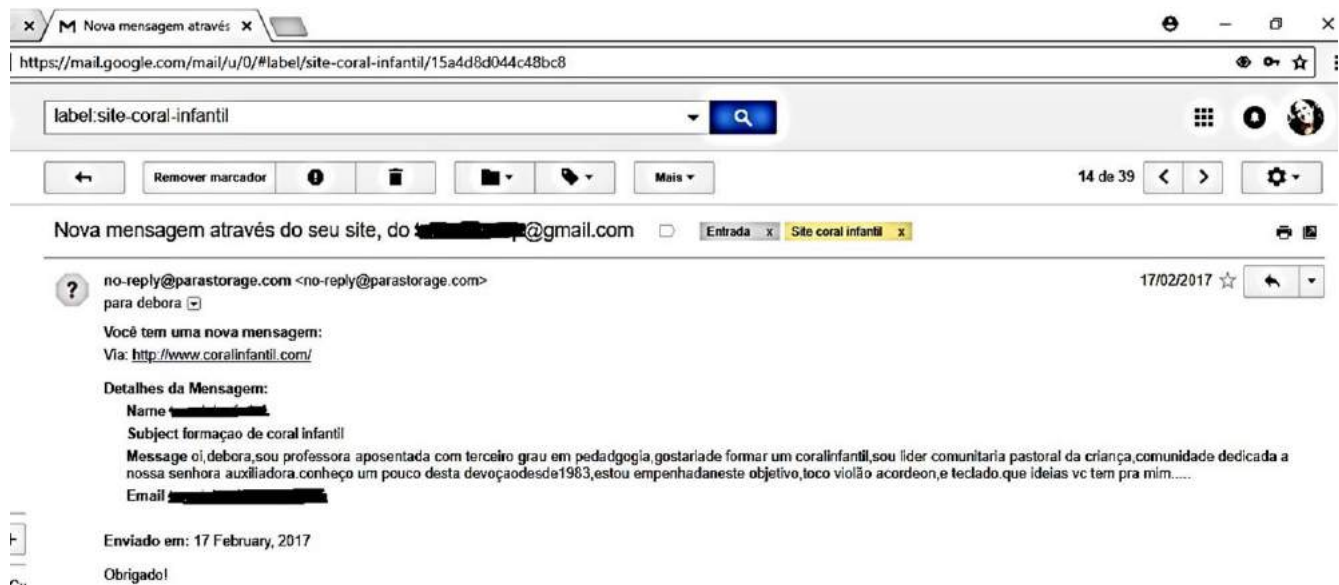 Nova mensagem através
https://mail.google.com/mail/u/0/#label/site-coral-infantil/15a4d8d044c48bc8
label:site-coral-infantil
Remover marcador
Mais
14 de 39
Nova mensagem através do seu site, do @gmail.com
Entrada x Site coral infantil x
no-reply@parastorage.com <no-reply@parastorage.com>
17/02/2017
para debora
Você tem uma nova mensagem:
Via: http://www.coralinfantil.com/
Detalhes da Mensagem:
Name
Subject formaçao de coral infantil
Message oi,debora,sou professora aposentada com terceiro grau em pedadgogia,gostariade formar um coralinfantil,sou lider comunitaria pastoral da criança,comunidade dedicada a
nossa senhora auxiliadora.conheço um pouco desta devoçaodesde1983,estou empenhadaneste objetivo,toco violão acordeon,e teclado.que ideias vc tem pra mim.....
Email
Enviado em: 17 February, 2017
Obrigado!